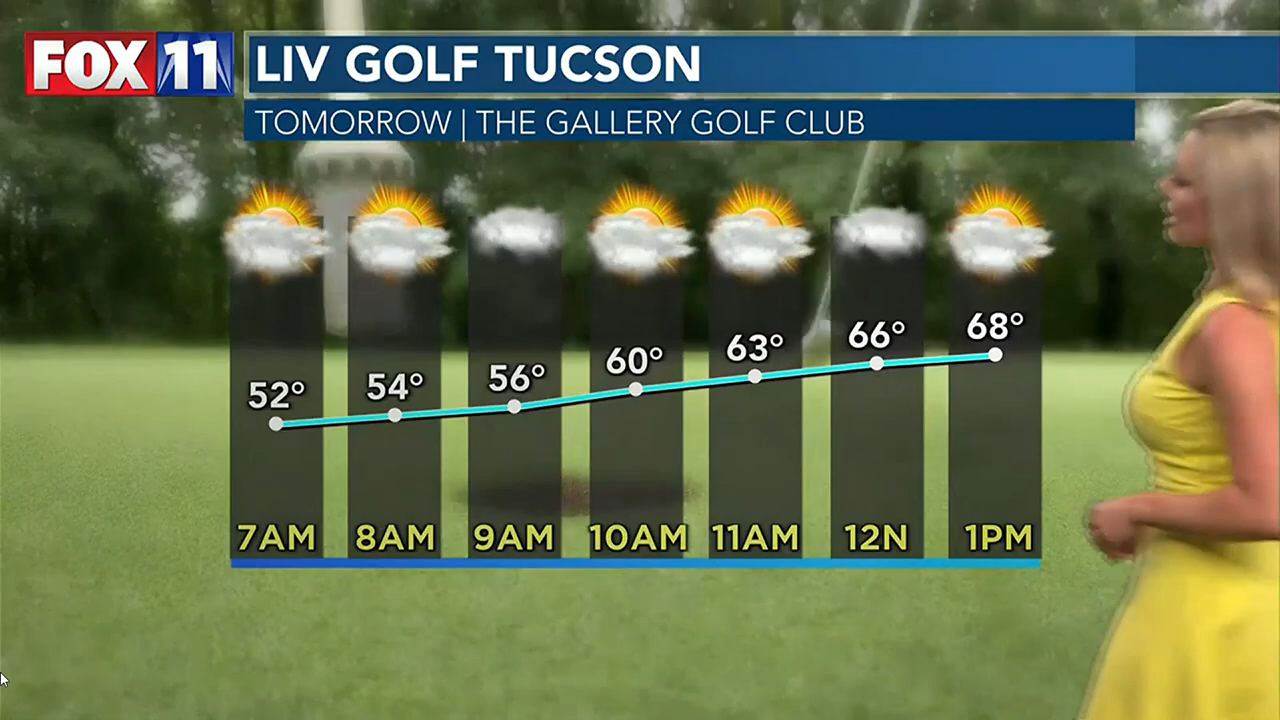 FOX 11
LIV GOLF TUCSON
TOMORROW | THE GALLERY GOLF CLUB
52° 54° 56° 60° 63° 66° 68°
7AM 8AM 9AM 10AM 11AM 12N 1PM